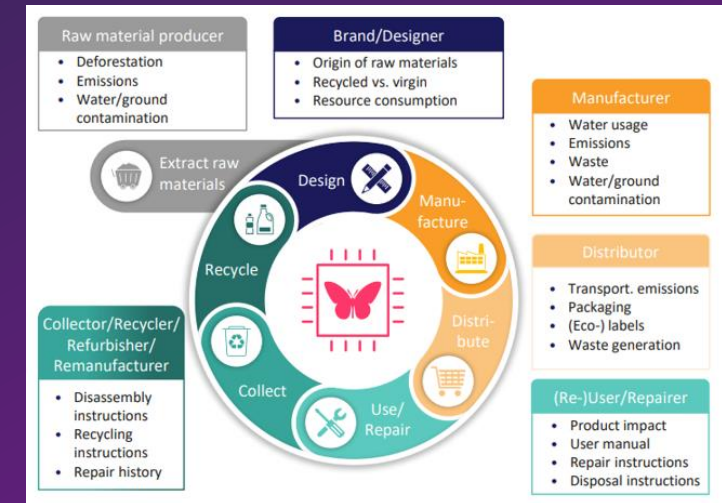 Raw material producer
• Deforestation
• Emissions
• Water/ground
contamination
Brand/Designer
• Origin of raw materials
• Recycled vs. virgin
• Resource consumption
Manufacturer
• Water usage
• Emissions
• Waste
• Water/ground
contamination
Extract raw
materials
Design
Manu-
facture
Recycle
Distri-
bute
Collect
Use/
Repair
Distributor
• Transport. emissions
• Packaging
• (Eco-) labels
• Waste generation
Collector/Recycler/
Refurbisher/
Remanufacturer
• Disassembly
instructions
• Recycling
instructions
• Repair history
(Re-)User/Repairer
• Product impact
• User manual
• Repair instructions
• Disposal instructions